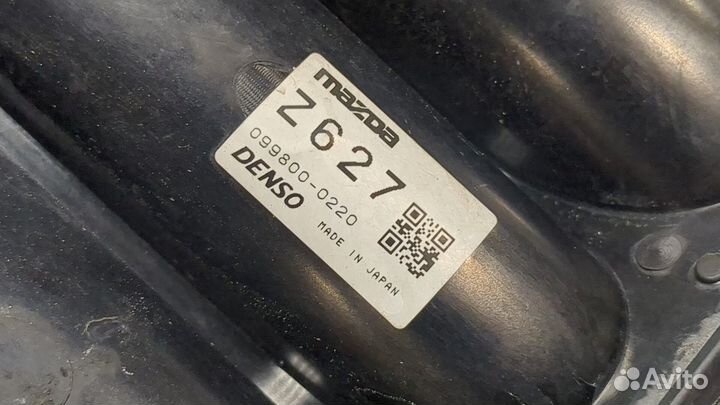 mazda
Z627
099800-0220
DENSO
MADE IN JAPAN
Avito